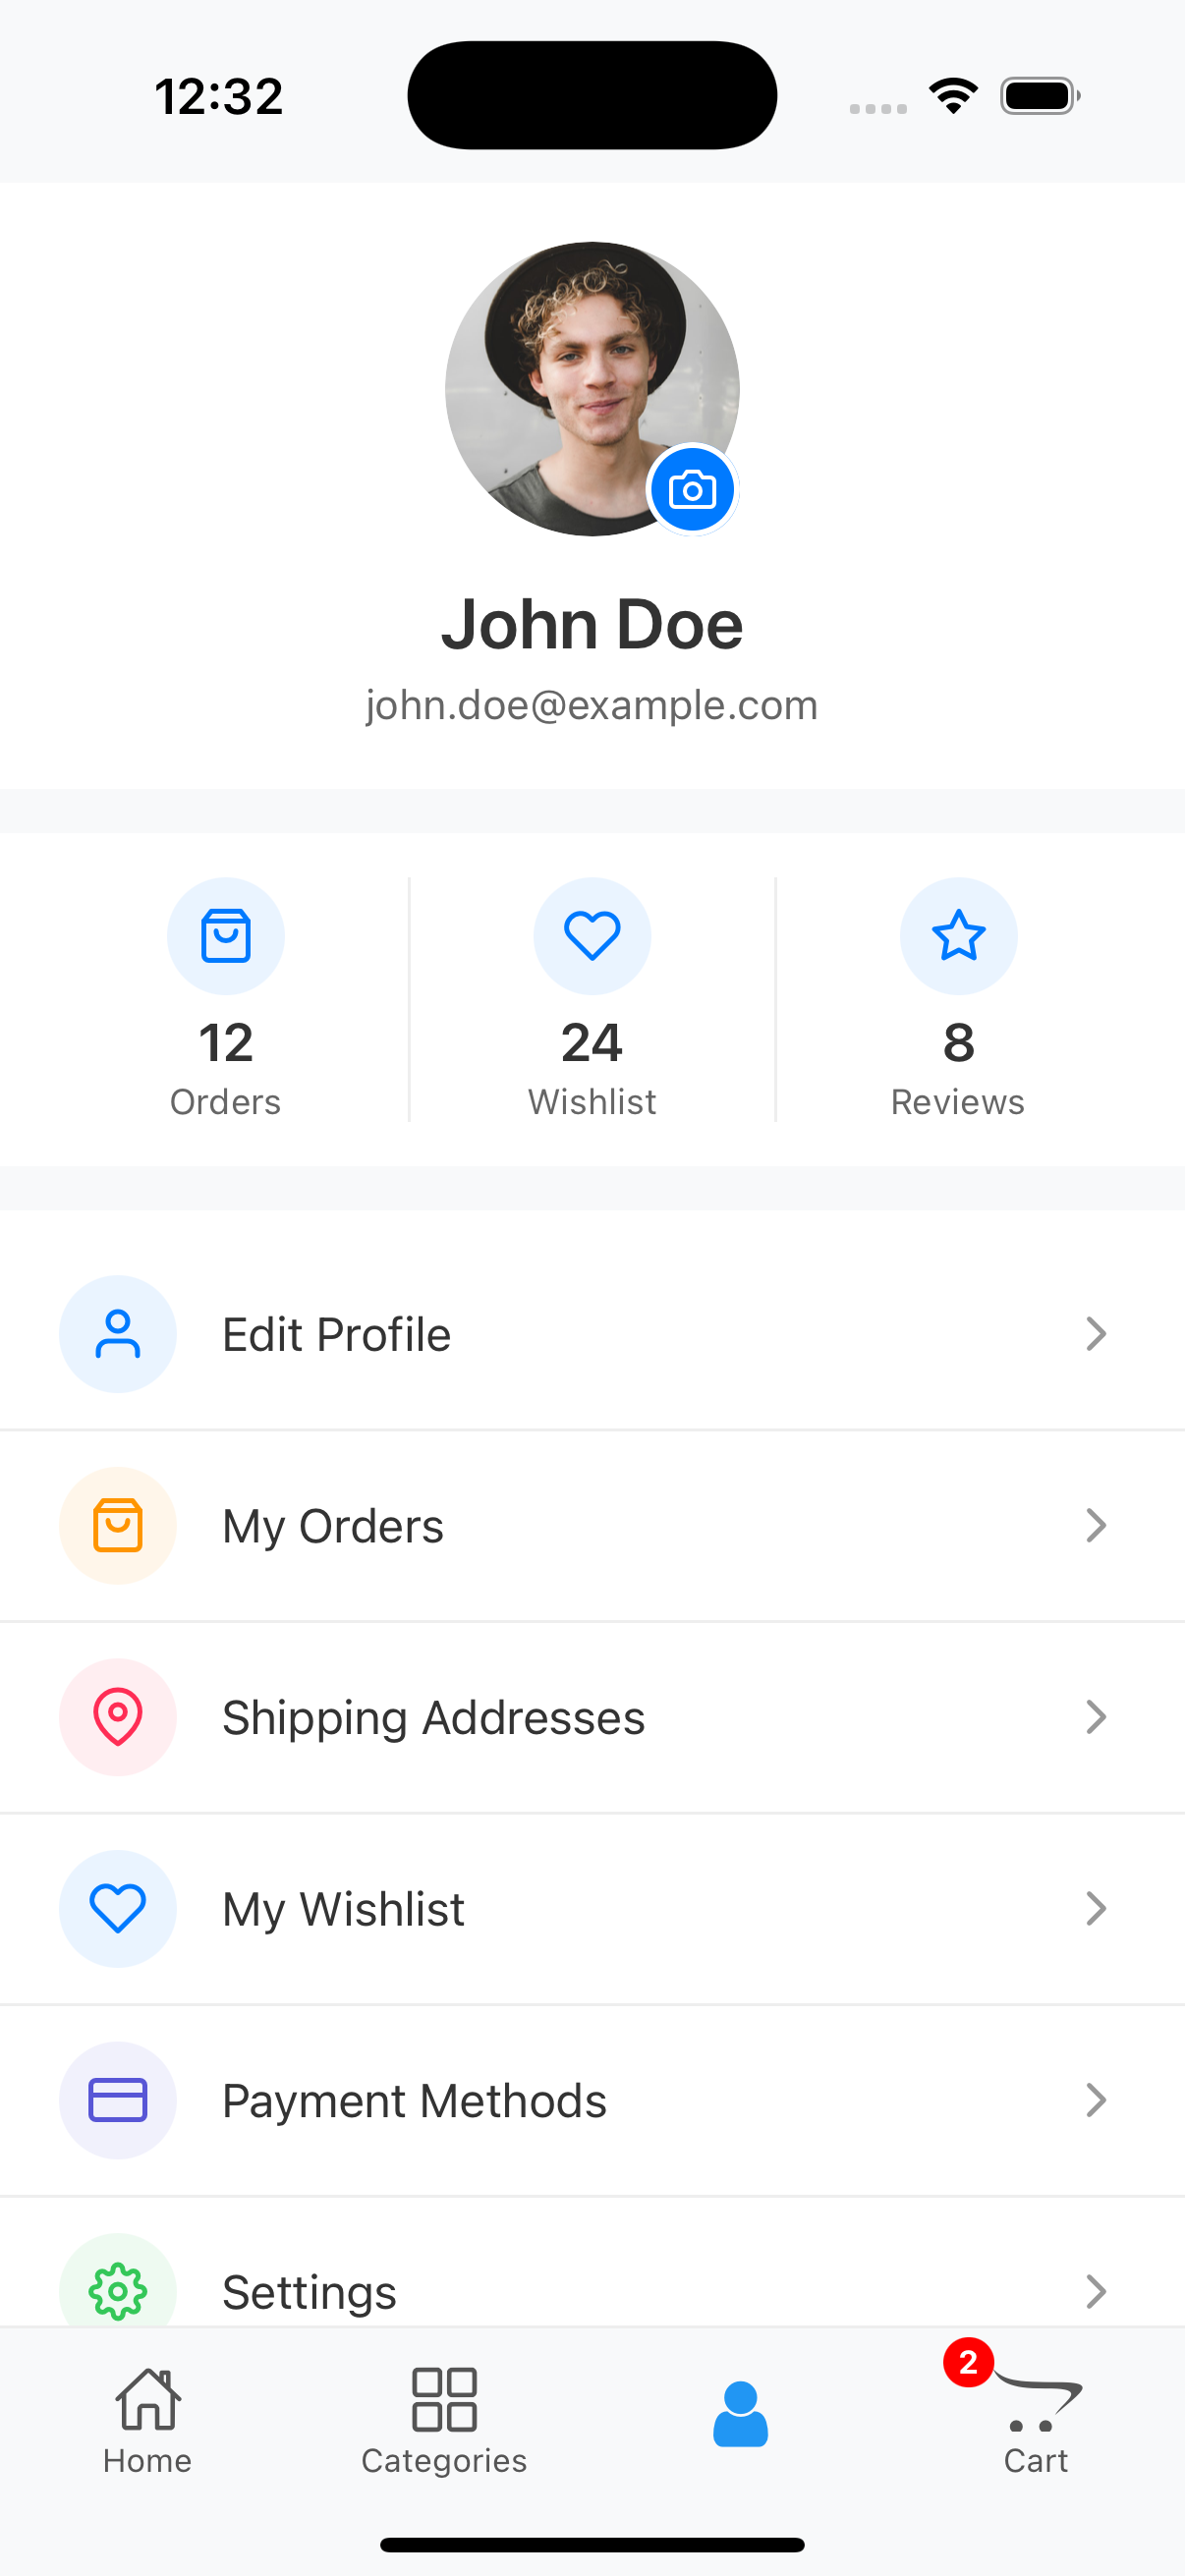 12:32
John Doe
john.doe@example.com
12
Orders
24
Wishlist
8
Reviews
Edit Profile
My Orders
Shipping Addresses
My Wishlist
Payment Methods
Settings
Home
Categories
2
Cart